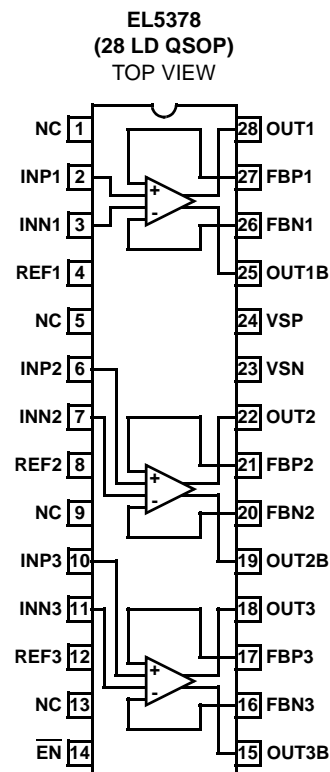 EL5378
(28 LD QSOP)
TOP VIEW
NC 1
28 OUT1
INP1 2
27 FBP1
INN1 3
26 FBN1
REF1 4
25 OUT1B
NC 5
24 VSP
INP2 6
23 VSN
INN2 7
22 OUT2
REF2 8
21 FBP2
NC 9
20 FBN2
INP3 10
19 OUT2B
INN3 11
18 OUT3
REF3 12
17 FBP3
NC 13
16 FBN3
E̅N̅ 14
15 OUT3B
+
-
+
-
+
-